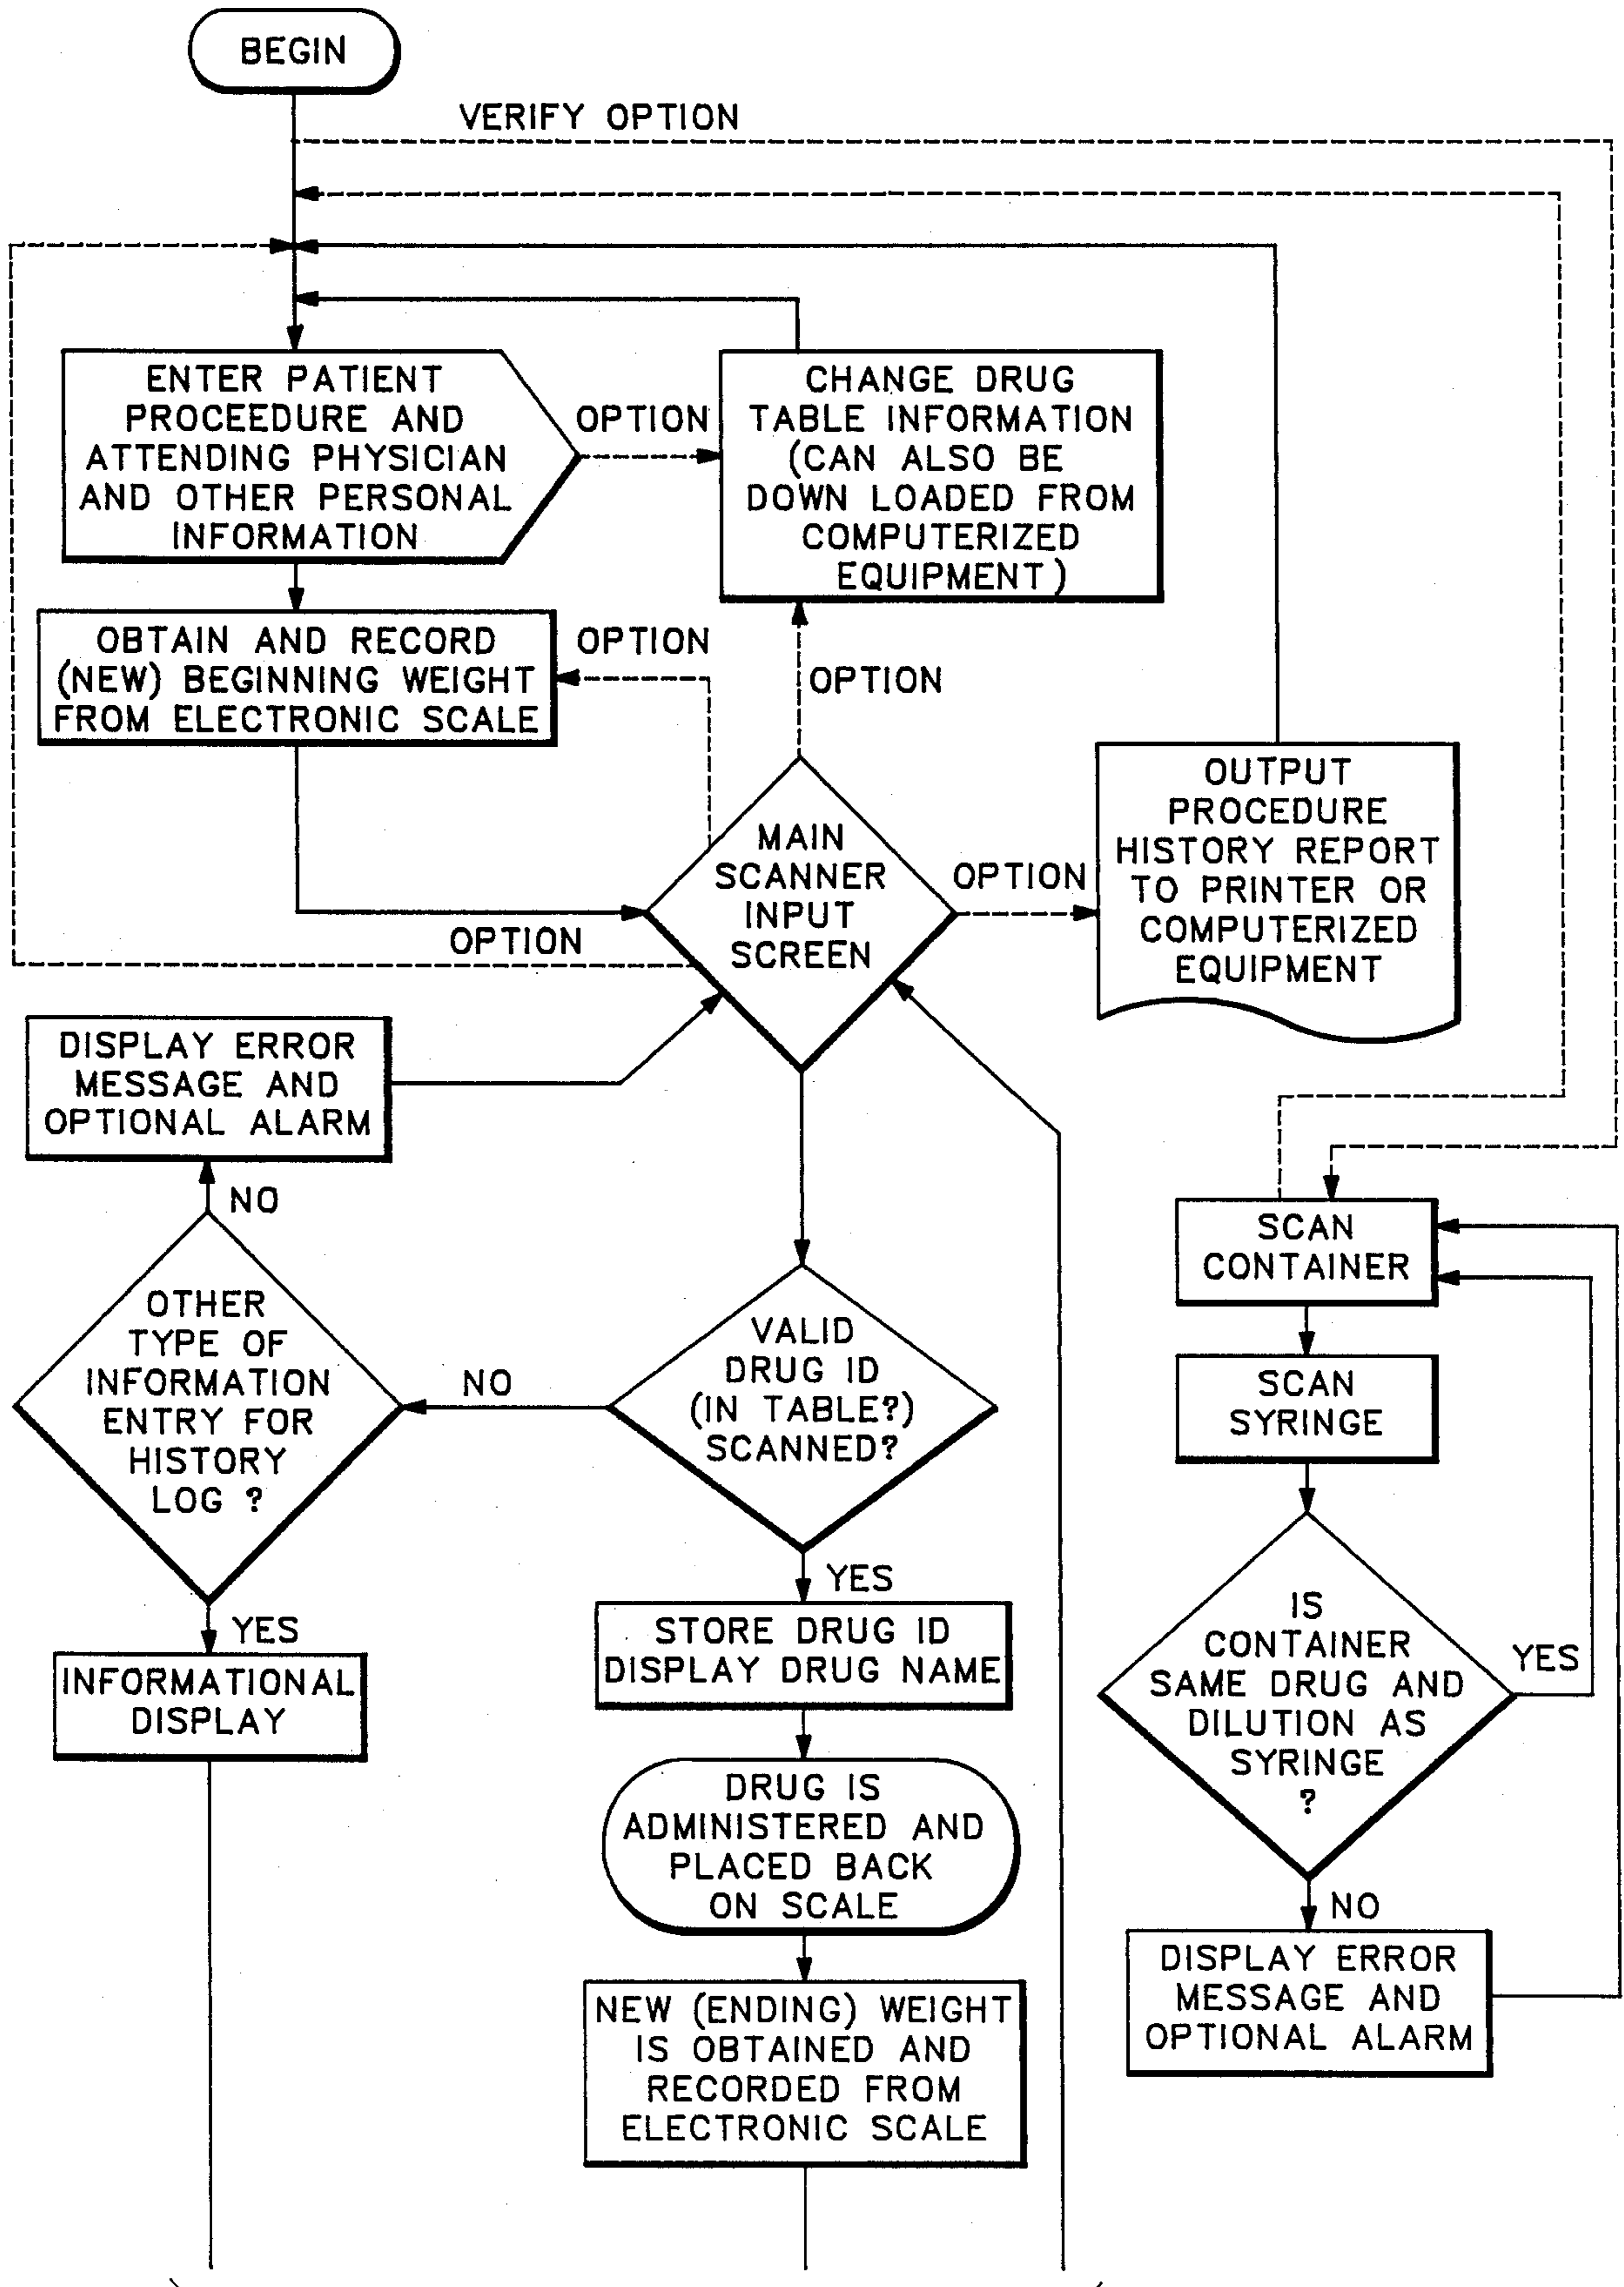 BEGIN
VERIFY OPTION
ENTER PATIENT
PROCEEDURE AND
ATTENDING PHYSICIAN
AND OTHER PERSONAL
INFORMATION
OPTION
CHANGE DRUG
TABLE INFORMATION
(CAN ALSO BE
DOWN LOADED FROM
COMPUTERIZED
EQUIPMENT)
OBTAIN AND RECORD
(NEW) BEGINNING WEIGHT
FROM ELECTRONIC SCALE
OPTION
OPTION
MAIN
SCANNER
INPUT
SCREEN
OPTION
OUTPUT
PROCEDURE
HISTORY REPORT
TO PRINTER OR
COMPUTERIZED
EQUIPMENT
OPTION
DISPLAY ERROR
MESSAGE AND
OPTIONAL ALARM
NO
OTHER
TYPE OF
INFORMATION
ENTRY FOR
HISTORY
LOG ?
NO
VALID
DRUG ID
(IN TABLE?)
SCANNED?
YES
INFORMATIONAL
DISPLAY
YES
STORE DRUG ID
DISPLAY DRUG NAME
DRUG IS
ADMINISTERED AND
PLACED BACK
ON SCALE
NEW (ENDING) WEIGHT
IS OBTAINED AND
RECORDED FROM
ELECTRONIC SCALE
SCAN
CONTAINER
SCAN
SYRINGE
IS
CONTAINER
SAME DRUG AND
DILUTION AS
SYRINGE
?
YES
NO
DISPLAY ERROR
MESSAGE AND
OPTIONAL ALARM